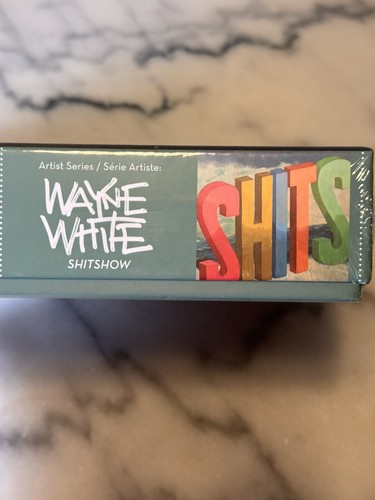 Artist Series / Série Artiste:
WAYNE
WHITE
SHITSHOW
SHITS